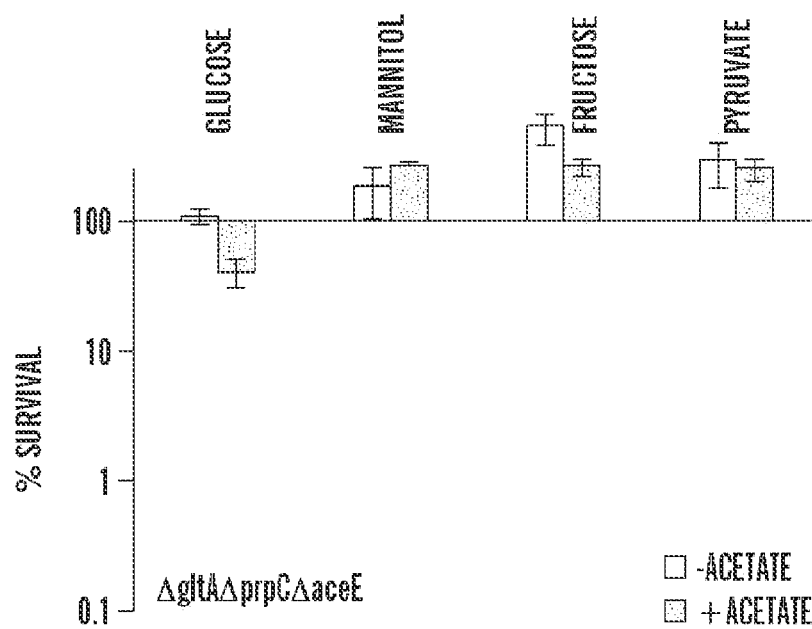 GLUCOSE
MANNITOL
FRUCTOSE
PYRUVATE
100
10
1
0.1
% SURVIVAL
ΔgltAΔprpCΔaceE
-ACETATE
+ACETATE